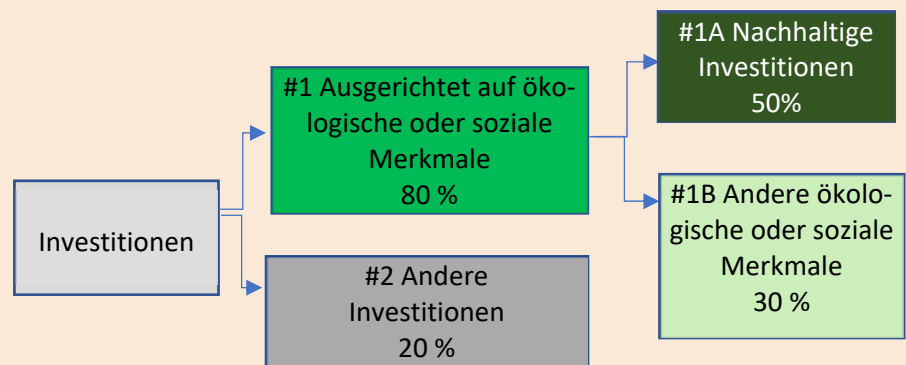 Investitionen
#1 Ausgerichtet auf öko-
logische oder soziale
Merkmale
80 %
#2 Andere
Investitionen
20 %
#1A Nachhaltige
Investitionen
50%
#1B Andere ökolo-
gische oder soziale
Merkmale
30 %